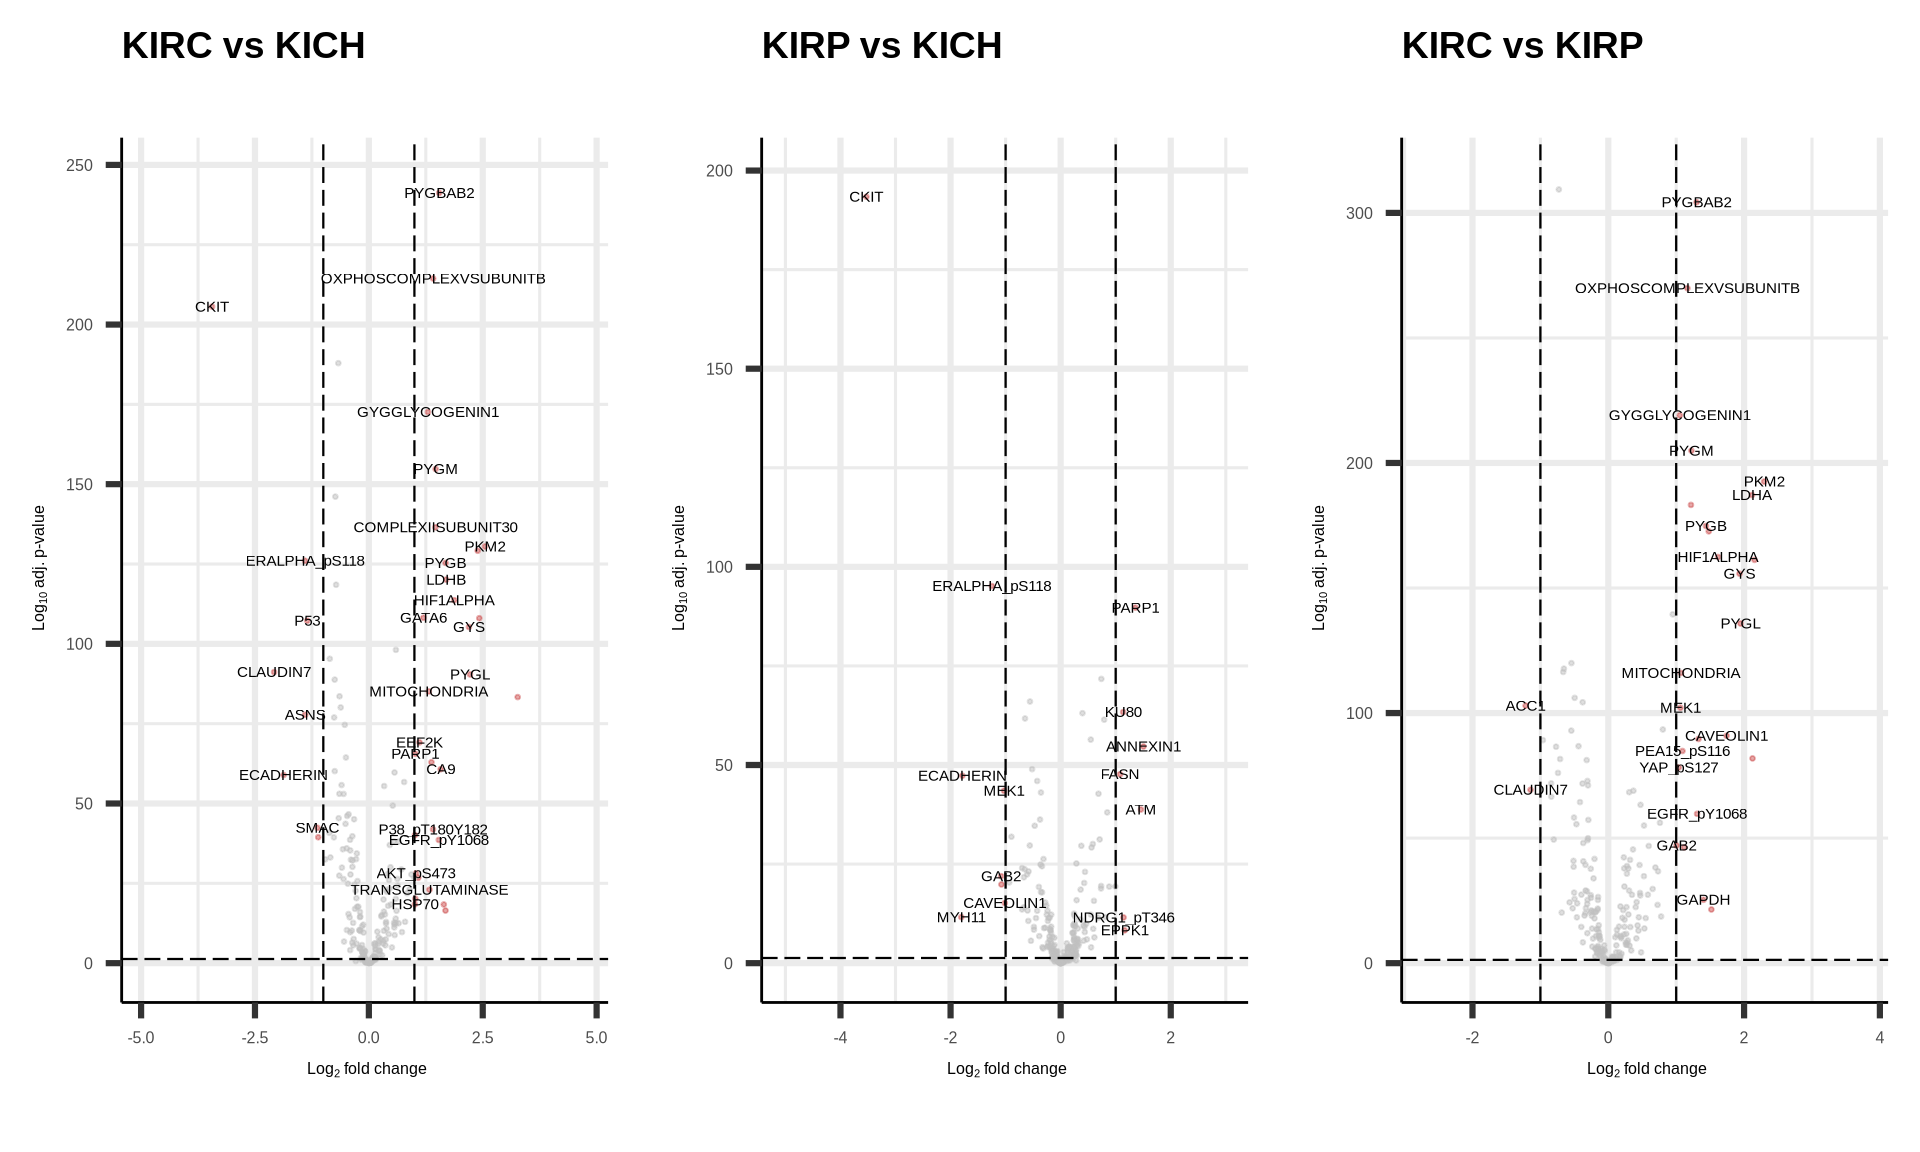 KIRC vs KICH
250
200
150
100
50
0
Log10 adj. p-value
PYGBAB2
OXPHOSCOMPLEXVSUBUNITB
CKIT
GYGGLYCOGENIN1
PYGM
COMPLEXIISUBUNIT30
PKM2
ERALPHA_pS118
PYGB
LDHB
HIF1ALPHA
GATA6
P53
GYS
CLAUDIN7
PYGL
MITOCHONDRIA
ASNS
EEF2K
PARP1
CA9
ECADHERIN
SMAC
P38_pT180Y182
EGFR_pY1068
AKT_pS473
TRANSGLUTAMINASE
HSP70
-5.0 -2.5 0.0 2.5 5.0
Log2 fold change
KIRP vs KICH
200
150
100
50
0
Log10 adj. p-value
CKIT
ERALPHA_pS118
PARP1
KU80
ANNEXIN1
FASN
ECADHERIN
MEK1
ATM
GAB2
CAVEOLIN1
MYH11
NDRG1_pT346
EPPK1
-4 -2 0 2
Log2 fold change
KIRC vs KIRP
300
200
100
0
Log10 adj. p-value
PYGBAB2
OXPHOSCOMPLEXVSUBUNITB
GYGGLYCOGENIN1
PYGM
PKM2
LDHA
PYGB
HIF1ALPHA
GYS
PYGL
MITOCHONDRIA
ACC1
MEK1
CAVEOLIN1
PEA15_pS116
YAP_pS127
CLAUDIN7
EGFR_pY1068
GAB2
GAPDH
-2 0 2 4
Log2 fold change